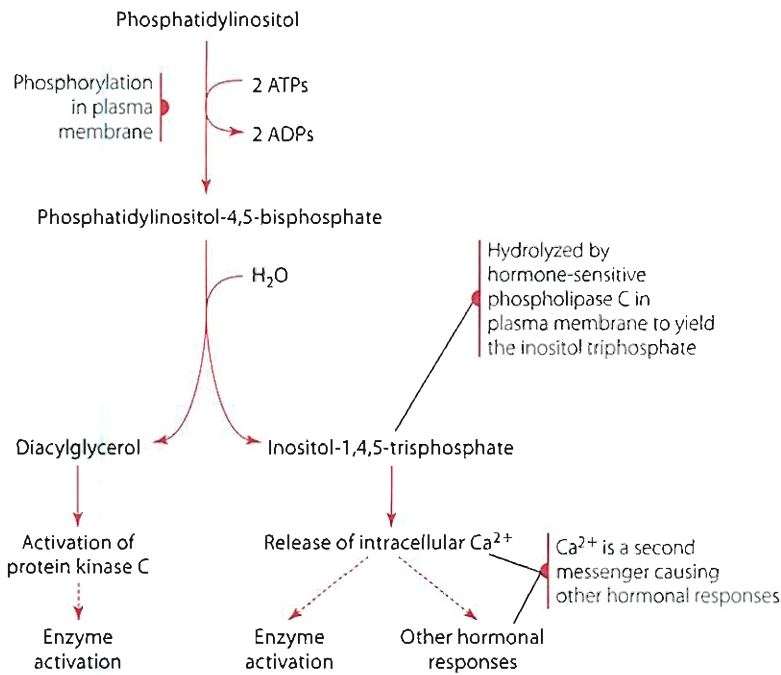 Phosphatidylinositol
Phosphorylation
in plasma
membrane
2 ATPs
2 ADPs
Phosphatidylinositol-4,5-bisphosphate
H₂O
Hydrolyzed by
hormone-sensitive
phospholipase C in
plasma membrane to yield
the inositol triphosphate
Diacylglycerol
Inositol-1,4,5-trisphosphate
Activation of
protein kinase C
Release of intracellular Ca²⁺
Ca²⁺ is a second
messenger causing
other hormonal responses
Enzyme
activation
Enzyme
activation
Other hormonal
responses